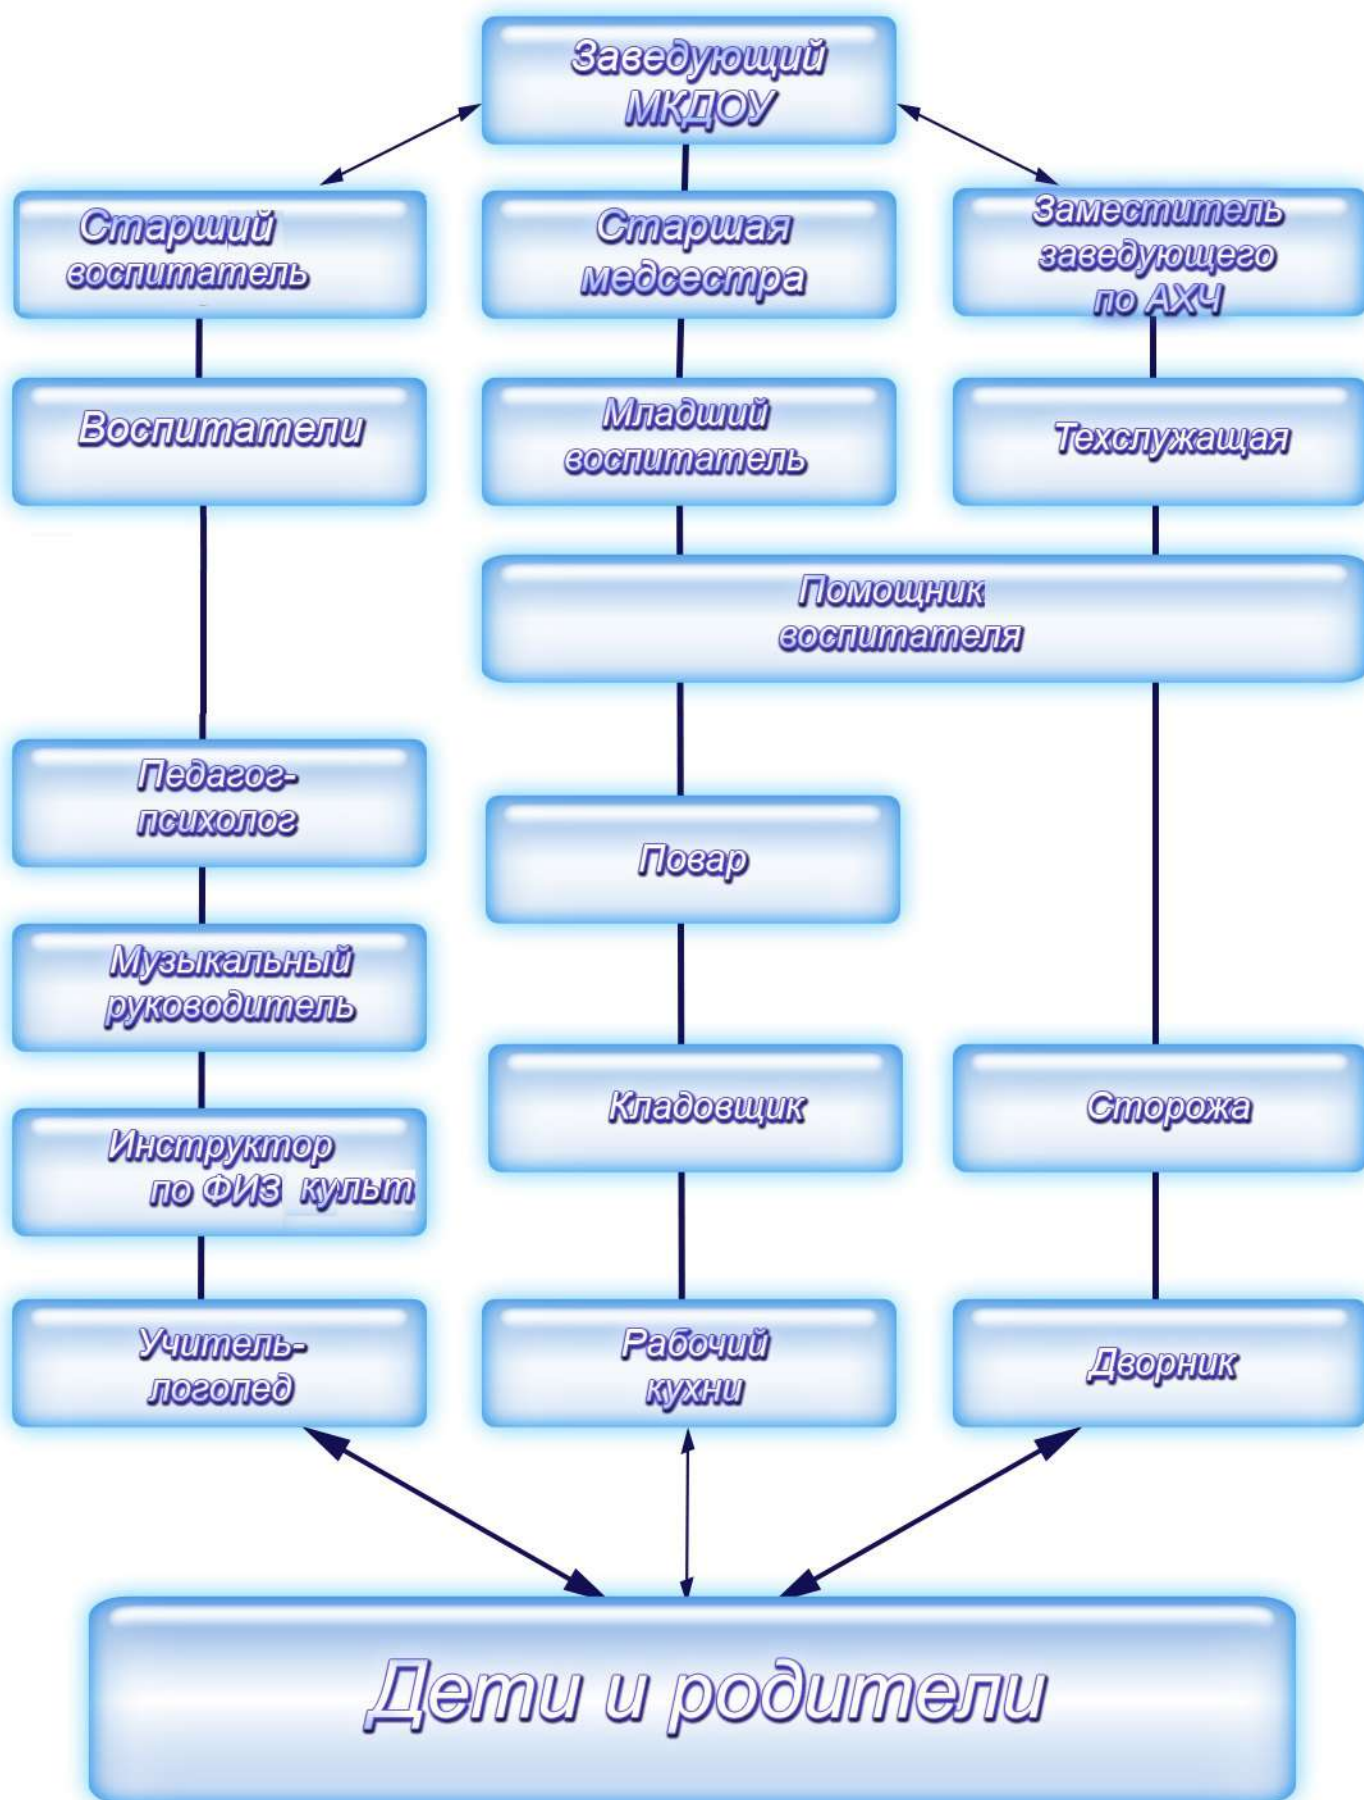 Заведующий
МКДОУ
Старший
воспитатель
Старшая
медсестра
Заместитель
заведующего
по АХЧ
Воспитатели
Младший
воспитатель
Техслужащая
Помощник
воспитателя
Педагог-
психолог
Повар
Музыкальный
руководитель
Кладовщик
Сторожа
Инструктор
по ФИЗ культ
Учитель-
логопед
Рабочий
кухни
Дворник
Дети и родители